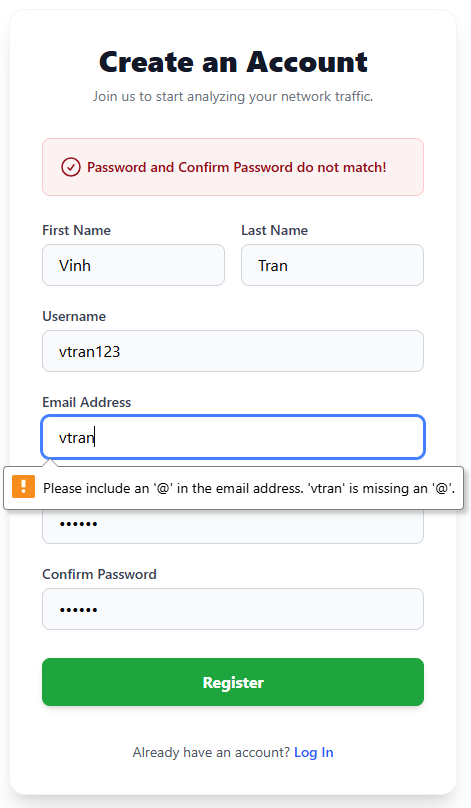 Create an Account
Join us to start analyzing your network traffic.
Password and Confirm Password do not match!
First Name
Last Name
Vinh
Tran
Username
vtran123
Email Address
vtran
! Please include an '@' in the email address. 'vtran' is missing an '@'.
••••••
Confirm Password
••••••
Register
Already have an account? Log In